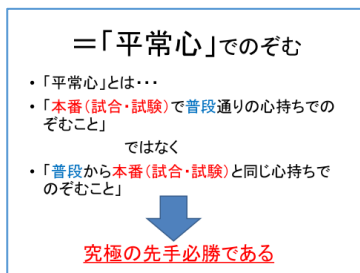 ＝「平常心」でのぞむ
・「平常心」とは・・・
・「本番(試合・試験)で普段通りの心持ちでの
ぞむこと」
ではなく
・「普段から本番(試合・試験)と同じ心持ちで
のぞむこと」
究極の先手必勝である